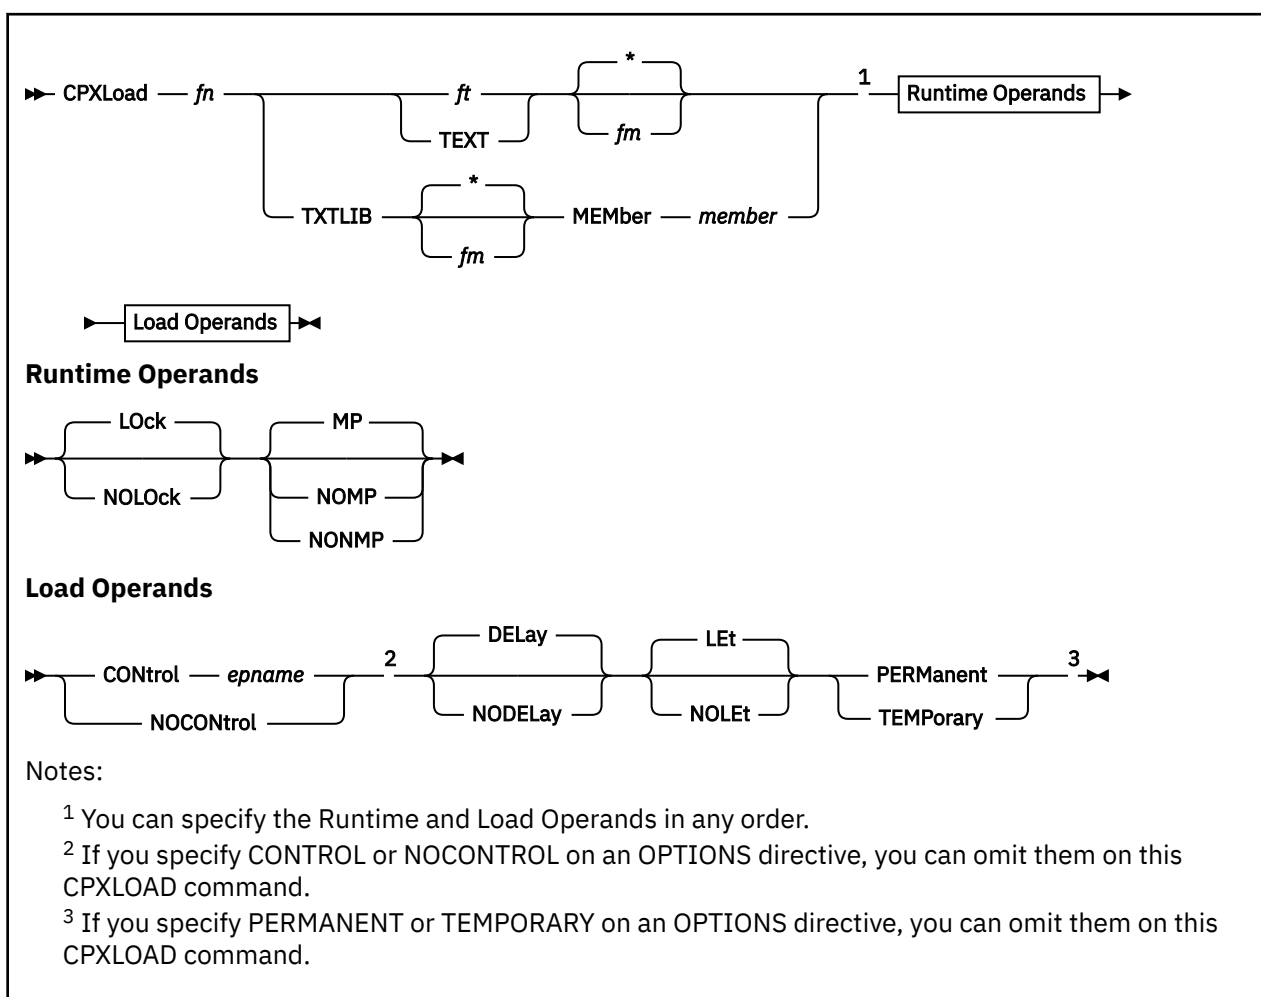 *
CPXLoad fn ft 1 Runtime Operands
TEXT fm
*
TXTLIB MEMber member
fm
Load Operands
Runtime Operands
LOck MP
NOLOck NOMP
NONMP
Load Operands
DELay LEt
CONtrol epname 2 PERManent 3
NOCONtrol NODELay NOLEt TEMPorary
Notes:
1 You can specify the Runtime and Load Operands in any order.
2 If you specify CONTROL or NOCONTROL on an OPTIONS directive, you can omit them on this
CPXLOAD command.
3 If you specify PERMANENT or TEMPORARY on an OPTIONS directive, you can omit them on this
CPXLOAD command.